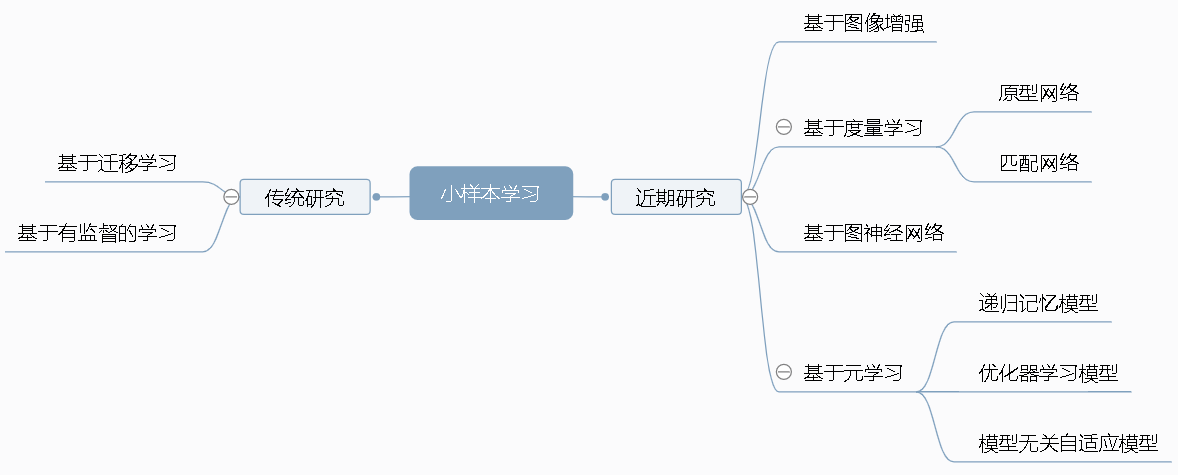 小样本学习
传统研究
基于迁移学习
基于有监督的学习
近期研究
基于图像增强
基于度量学习
原型网络
匹配网络
基于图神经网络
基于元学习
递归记忆模型
优化器学习模型
模型无关自适应模型